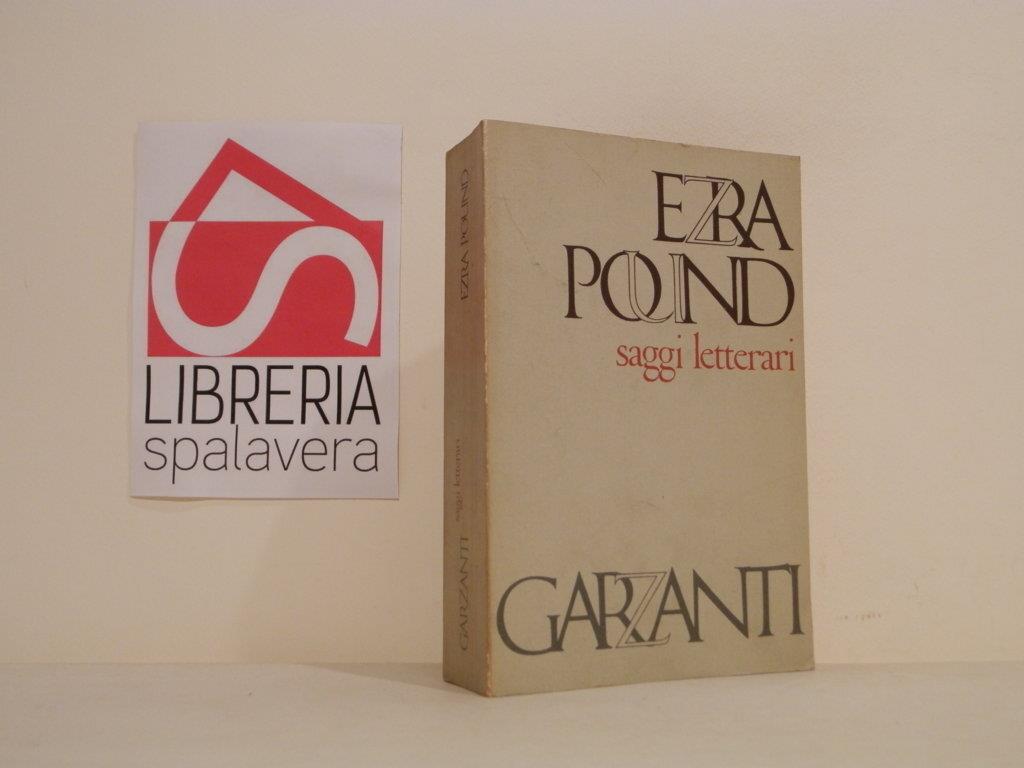 LIBRERIA
spalavera
EZRA POUND
saggi letterari
GARZANTI
EZRA
POUND
saggi letterari
GARZANTI